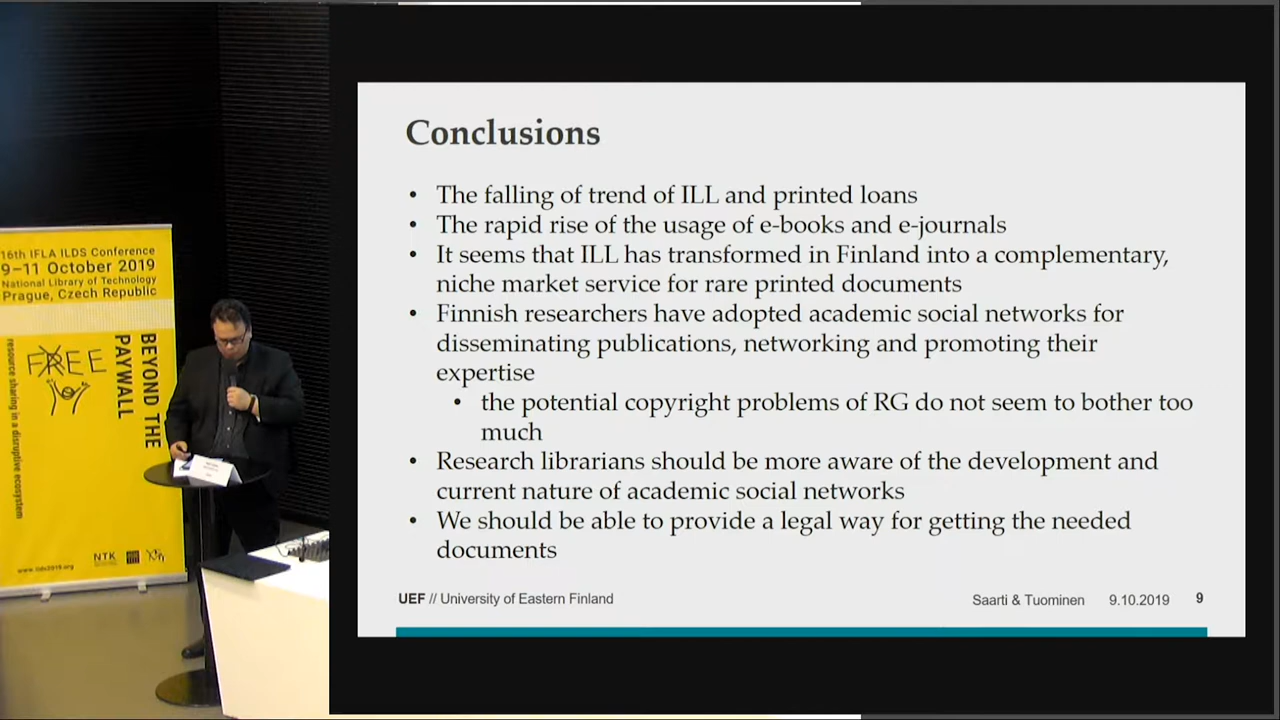 16th IFLA ILDS Conference
9–11 October 2019
National Library of Technology
Prague, Czech Republic
FREE
BEYOND THE
PAYWALL
resource sharing in a disruptive ecosystem
NTK
www.ilds2019.org
Conclusions
• The falling of trend of ILL and printed loans
• The rapid rise of the usage of e-books and e-journals
• It seems that ILL has transformed in Finland into a complementary,
niche market service for rare printed documents
• Finnish researchers have adopted academic social networks for
disseminating publications, networking and promoting their
expertise
• the potential copyright problems of RG do not seem to bother too
much
• Research librarians should be more aware of the development and
current nature of academic social networks
• We should be able to provide a legal way for getting the needed
documents
UEF // University of Eastern Finland
Saarti & Tuominen 9.10.2019 9